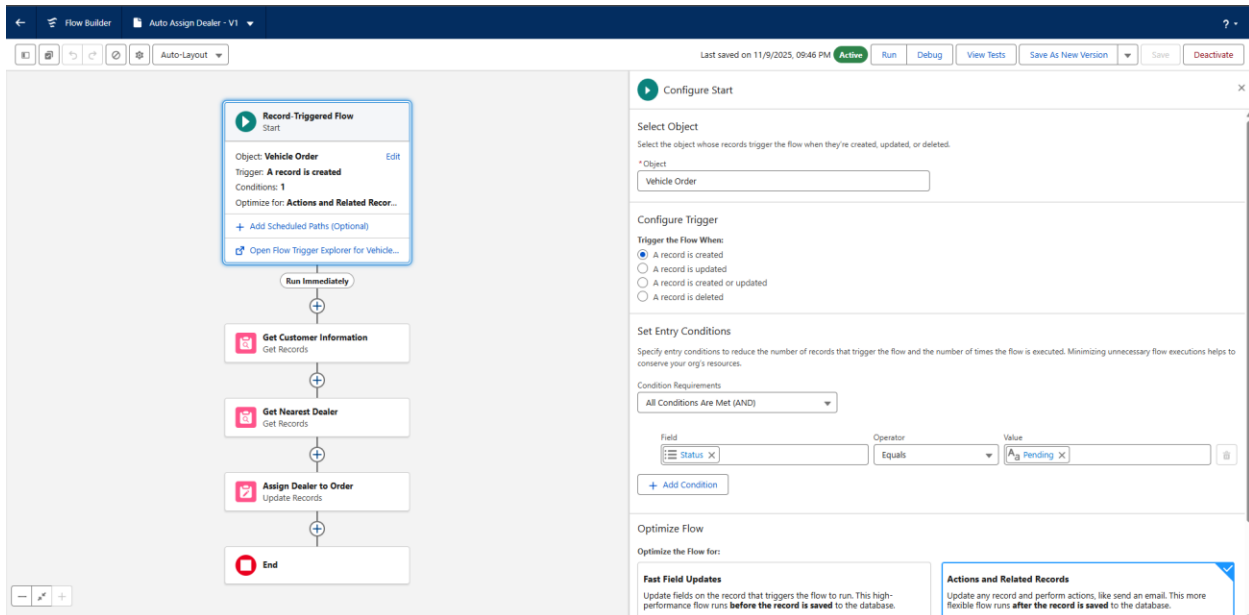 Flow Builder
Auto Assign Dealer - V1
?
Auto-Layout
Last saved on 11/9/2025, 09:46 PM
Active
Run
Debug
View Tests
Save As New Version
Save
Deactivate
Record-Triggered Flow
Start
Object: Vehicle Order
Edit
Trigger: A record is created
Conditions: 1
Optimize for: Actions and Related Recor...
+ Add Scheduled Paths (Optional)
Open Flow Trigger Explorer for Vehicle...
Run Immediately
Get Customer Information
Get Records
Get Nearest Dealer
Get Records
Assign Dealer to Order
Update Records
End
Configure Start
Select Object
Select the object whose records trigger the flow when they're created, updated, or deleted.
*Object
Vehicle Order
Configure Trigger
Trigger the Flow When:
A record is created
A record is updated
A record is created or updated
A record is deleted
Set Entry Conditions
Specify entry conditions to reduce the number of records that trigger the flow and the number of times the flow is executed. Minimizing unnecessary flow executions helps to
conserve your org's resources.
Condition Requirements
All Conditions Are Met (AND)
Field
Operator
Value
Status
Equals
Aa Pending
+ Add Condition
Optimize Flow
Optimize the Flow for:
Fast Field Updates
Update fields on the record that triggers the flow to run. This high-
performance flow runs before the record is saved to the database.
Actions and Related Records
Update any record and perform actions, like send an email. This more
flexible flow runs after the record is saved to the database.